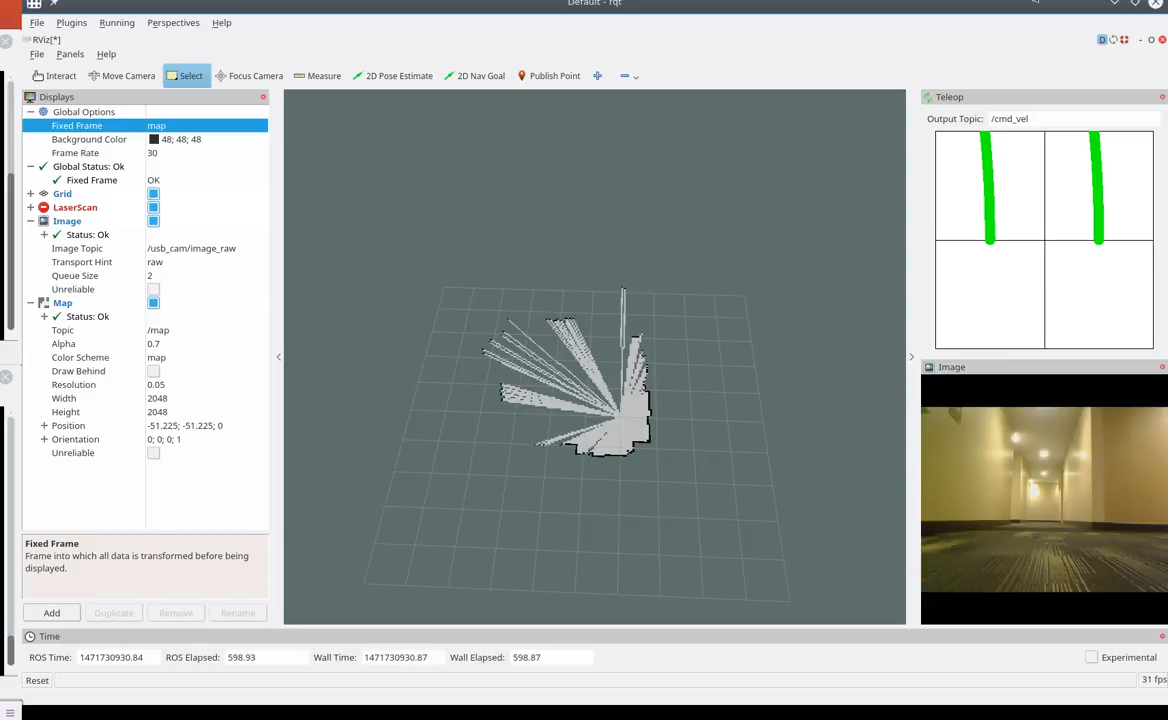 Default - rqt
File Plugins Running Perspectives Help
RViz[*]
D - O
File Panels Help
Interact Move Camera Select Focus Camera Measure 2D Pose Estimate 2D Nav Goal Publish Point
Displays
Global Options
Fixed Frame map
Background Color 48; 48; 48
Frame Rate 30
Global Status: Ok
Fixed Frame OK
Grid
LaserScan
Image
Status: Ok
Image Topic /usb_cam/image_raw
Transport Hint raw
Queue Size 2
Unreliable
Map
Status: Ok
Topic /map
Alpha 0.7
Color Scheme map
Draw Behind
Resolution 0.05
Width 2048
Height 2048
Position -51.225; -51.225; 0
Orientation 0; 0; 0; 1
Unreliable
Fixed Frame
Frame into which all data is transformed before being
displayed.
Add Duplicate Remove Rename
Teleop
Output Topic: /cmd_vel
Image
Time
ROS Time: 1471730930.84 ROS Elapsed: 598.93 Wall Time: 1471730930.87 Wall Elapsed: 598.87 Experimental
Reset 31 fps